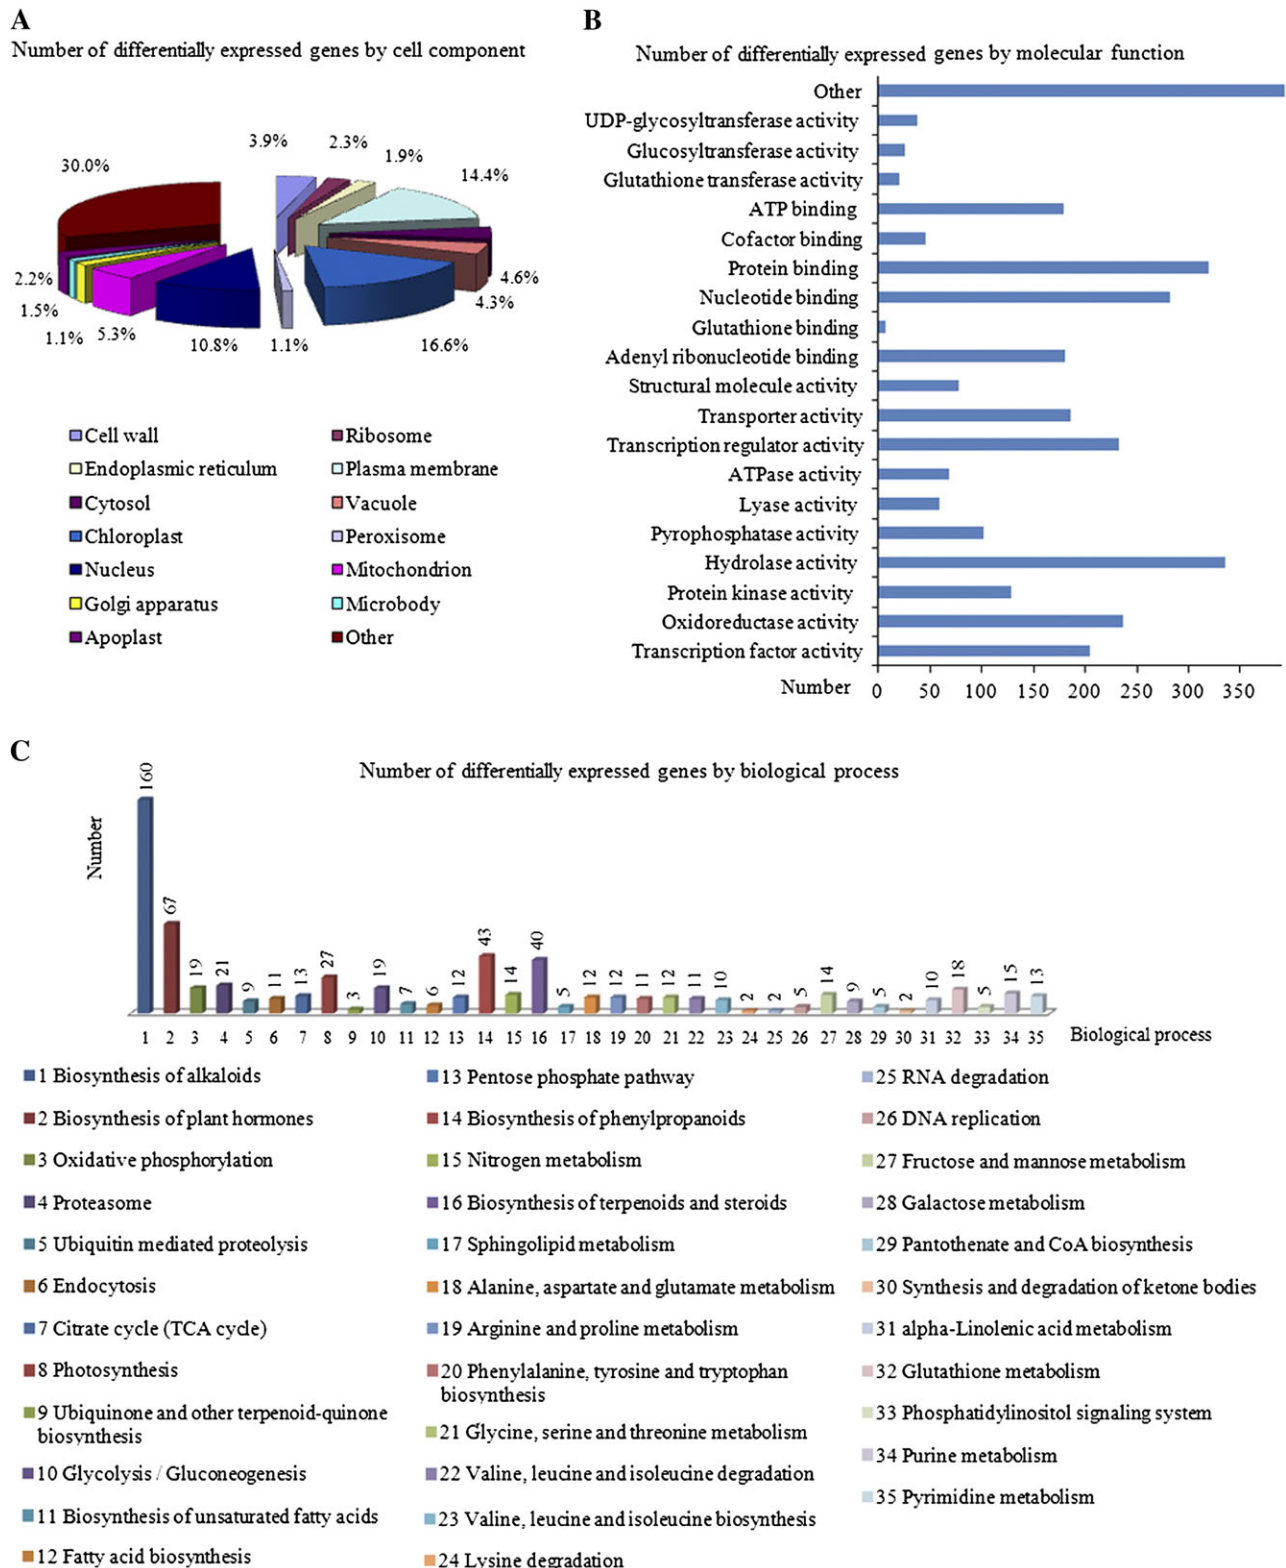 A
Number of differentially expressed genes by cell component
3.9%
2.3%
1.9%
14.4%
30.0%
4.6%
4.3%
2.2%
1.5%
1.1%
5.3%
10.8%
1.1%
16.6%
Cell wall
Ribosome
Endoplasmic reticulum
Plasma membrane
Cytosol
Vacuole
Chloroplast
Peroxisome
Nucleus
Mitochondrion
Golgi apparatus
Microbody
Apoplast
Other
B
Number of differentially expressed genes by molecular function
Other
UDP-glycosyltransferase activity
Glucosyltransferase activity
Glutathione transferase activity
ATP binding
Cofactor binding
Protein binding
Nucleotide binding
Glutathione binding
Adenyl ribonucleotide binding
Structural molecule activity
Transporter activity
Transcription regulator activity
ATPase activity
Lyase activity
Pyrophosphatase activity
Hydrolase activity
Protein kinase activity
Oxidoreductase activity
Transcription factor activity
Number 0 50 100 150 200 250 300 350
C
Number of differentially expressed genes by biological process
Number
160 67 19 21 9 11 13 27 3 19 7 6 12 43 14 40 5 12 12 11 12 11 10 2 2 5 14 9 5 2 10 18 5 15 13
1 2 3 4 5 6 7 8 9 10 11 12 13 14 15 16 17 18 19 20 21 22 23 24 25 26 27 28 29 30 31 32 33 34 35 Biological process
1 Biosynthesis of alkaloids
2 Biosynthesis of plant hormones
3 Oxidative phosphorylation
4 Proteasome
5 Ubiquitin mediated proteolysis
6 Endocytosis
7 Citrate cycle (TCA cycle)
8 Photosynthesis
9 Ubiquinone and other terpenoid-quinone
biosynthesis
10 Glycolysis / Gluconeogenesis
11 Biosynthesis of unsaturated fatty acids
12 Fatty acid biosynthesis
13 Pentose phosphate pathway
14 Biosynthesis of phenylpropanoids
15 Nitrogen metabolism
16 Biosynthesis of terpenoids and steroids
17 Sphingolipid metabolism
18 Alanine, aspartate and glutamate metabolism
19 Arginine and proline metabolism
20 Phenylalanine, tyrosine and tryptophan
biosynthesis
21 Glycine, serine and threonine metabolism
22 Valine, leucine and isoleucine degradation
23 Valine, leucine and isoleucine biosynthesis
24 Lysine degradation
25 RNA degradation
26 DNA replication
27 Fructose and mannose metabolism
28 Galactose metabolism
29 Pantothenate and CoA biosynthesis
30 Synthesis and degradation of ketone bodies
31 alpha-Linolenic acid metabolism
32 Glutathione metabolism
33 Phosphatidylinositol signaling system
34 Purine metabolism
35 Pyrimidine metabolism